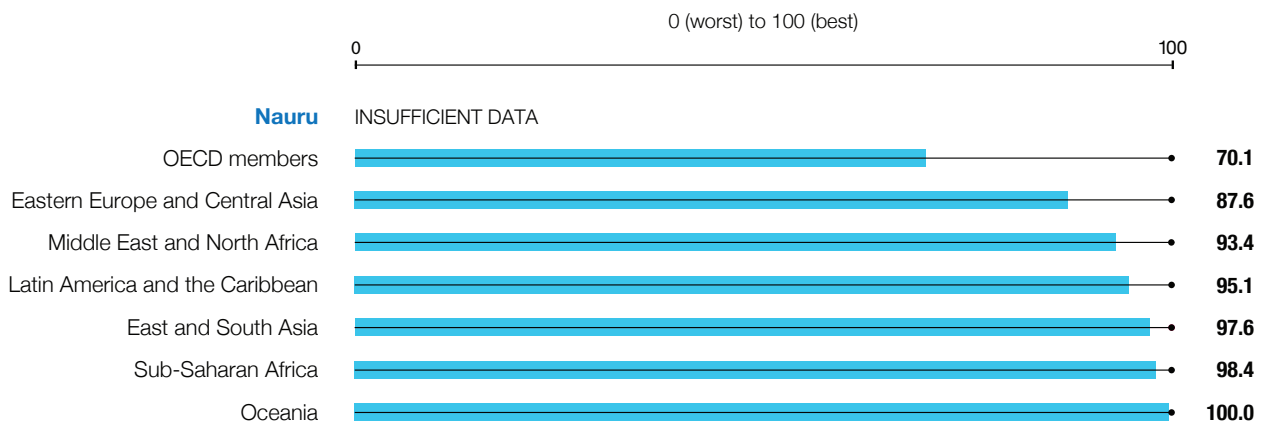 0 (worst) to 100 (best)
0 100
Nauru INSUFFICIENT DATA
OECD members 70.1
Eastern Europe and Central Asia 87.6
Middle East and North Africa 93.4
Latin America and the Caribbean 95.1
East and South Asia 97.6
Sub-Saharan Africa 98.4
Oceania 100.0